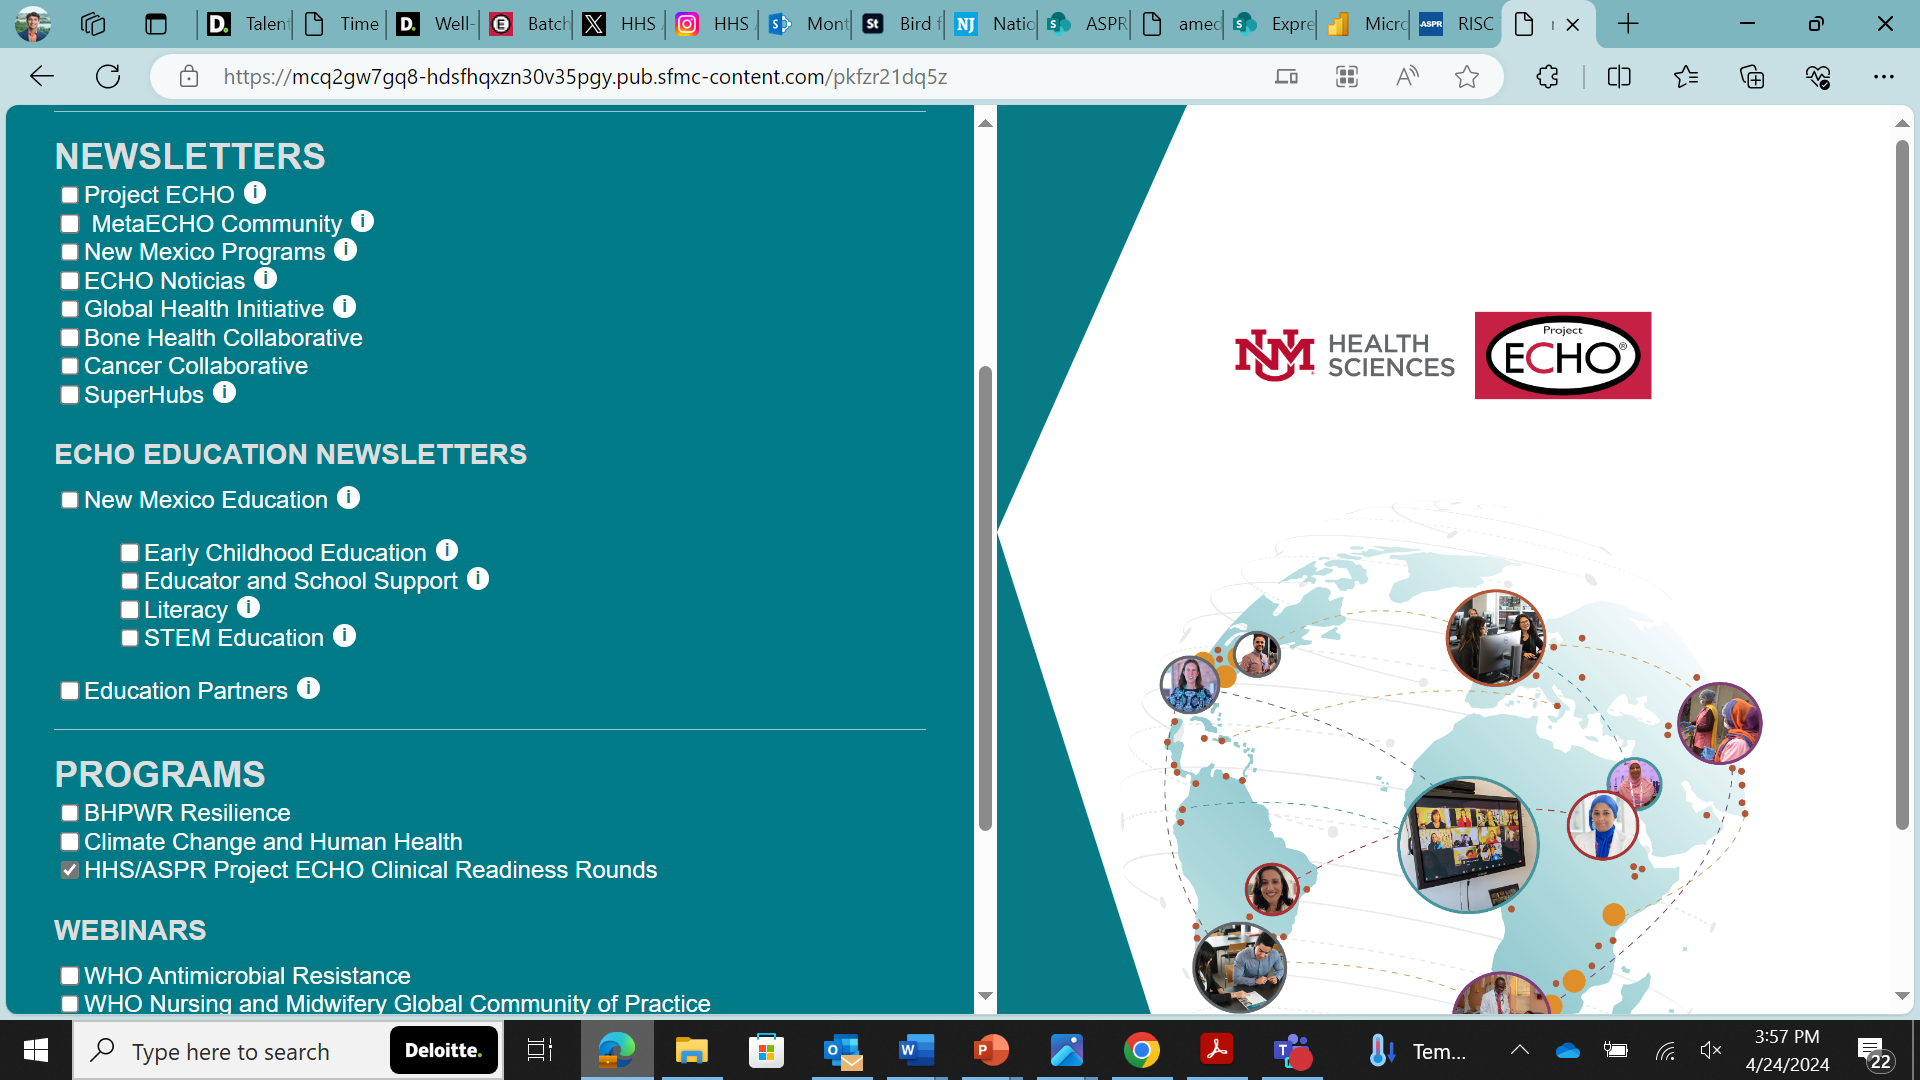 Talent
Time
Well-
Batch
HHS
HHS
Mont
Bird f
Natio
ASPR
amed
Expre
Micro
RISC
https://mcq2gw7gq8-hdsfhqxzn30v35pgy.pub.sfmc-content.com/pkfzr21dq5z
NEWSLETTERS
Project ECHO
MetaECHO Community
New Mexico Programs
ECHO Noticias
Global Health Initiative
Bone Health Collaborative
Cancer Collaborative
SuperHubs
ECHO EDUCATION NEWSLETTERS
New Mexico Education
Early Childhood Education
Educator and School Support
Literacy
STEM Education
Education Partners
PROGRAMS
BHPWR Resilience
Climate Change and Human Health
HHS/ASPR Project ECHO Clinical Readiness Rounds
WEBINARS
WHO Antimicrobial Resistance
WHO Nursing and Midwifery Global Community of Practice
UNM HEALTH
SCIENCES
Project
ECHO®
Type here to search
Deloitte.
Tem...
3:57 PM
4/24/2024
22